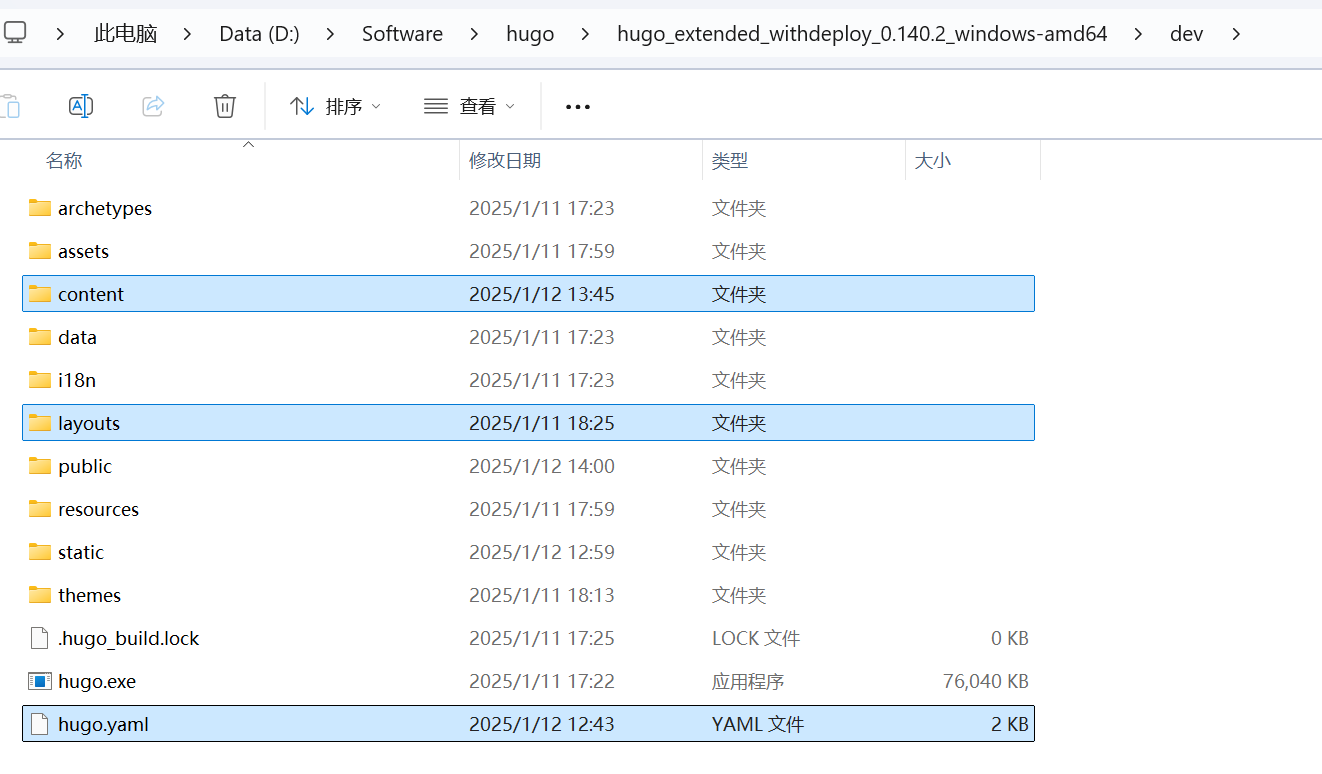 此电脑 > Data (D:) > Software > hugo > hugo_extended_withdeploy_0.140.2_windows-amd64 > dev >
排序 查看
名称 修改日期 类型 大小
archetypes 2025/1/11 17:23 文件夹
assets 2025/1/11 17:59 文件夹
content 2025/1/12 13:45 文件夹
data 2025/1/11 17:23 文件夹
i18n 2025/1/11 17:23 文件夹
layouts 2025/1/11 18:25 文件夹
public 2025/1/12 14:00 文件夹
resources 2025/1/11 17:59 文件夹
static 2025/1/12 12:59 文件夹
themes 2025/1/11 18:13 文件夹
.hugo_build.lock 2025/1/11 17:25 LOCK 文件 0 KB
hugo.exe 2025/1/11 17:22 应用程序 76,040 KB
hugo.yaml 2025/1/12 12:43 YAML 文件 2 KB